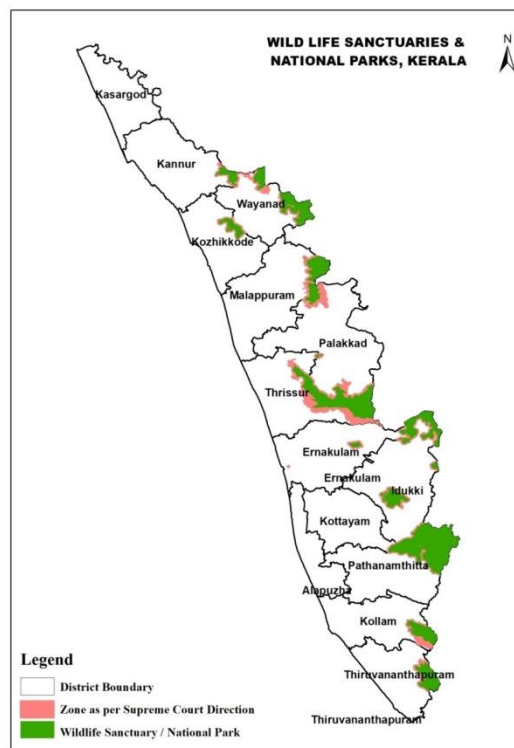 WILD LIFE SANCTUARIES &
NATIONAL PARKS, KERALA
N
Kasargod
Kannur
Wayanad
Kozhikkode
Malappuram
Palakkad
Thrissur
Ernakulam
Ernakulam
Idukki
Kottayam
Pathanamthitta
Alapuzha
Kollam
Thiruvananthapuram
Thiruvananthapuram
Legend
District Boundary
Zone as per Supreme Court Direction
Wildlife Sanctuary / National Park